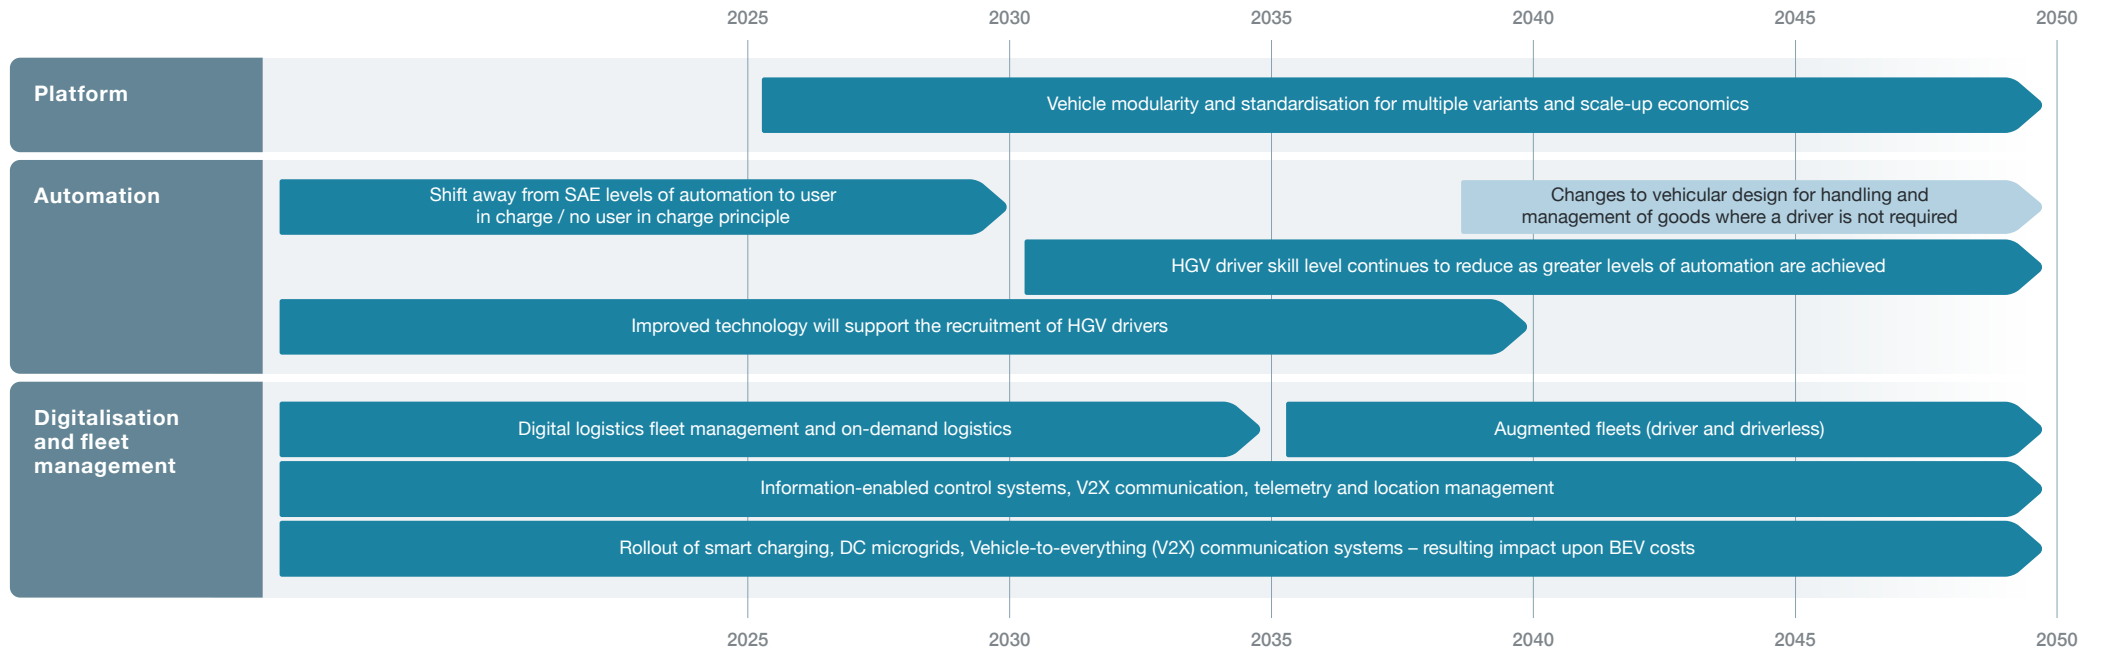 2025 2030 2035 2040 2045 2050
Platform
Vehicle modularity and standardisation for multiple variants and scale-up economics
Automation
Shift away from SAE levels of automation to user
in charge / no user in charge principle
Changes to vehicular design for handling and
management of goods where a driver is not required
HGV driver skill level continues to reduce as greater levels of automation are achieved
Improved technology will support the recruitment of HGV drivers
Digitalisation
and fleet
management
Digital logistics fleet management and on-demand logistics
Augmented fleets (driver and driverless)
Information-enabled control systems, V2X communication, telemetry and location management
Rollout of smart charging, DC microgrids, Vehicle-to-everything (V2X) communication systems – resulting impact upon BEV costs
2025 2030 2035 2040 2045 2050